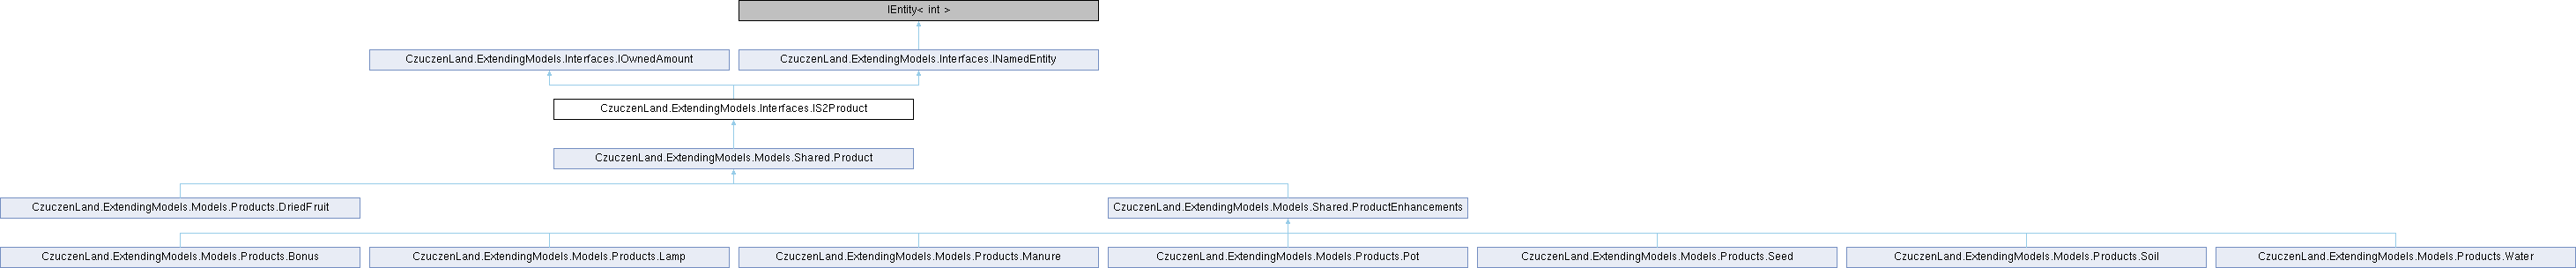 IEntity< int >
CzuczenLand.ExtendingModels.Interfaces.IOwnedAmount
CzuczenLand.ExtendingModels.Interfaces.INamedEntity
CzuczenLand.ExtendingModels.Interfaces.IS2Product
CzuczenLand.ExtendingModels.Models.Shared.Product
CzuczenLand.ExtendingModels.Models.Products.DriedFruit
CzuczenLand.ExtendingModels.Models.Shared.ProductEnhancements
CzuczenLand.ExtendingModels.Models.Products.Bonus
CzuczenLand.ExtendingModels.Models.Products.Lamp
CzuczenLand.ExtendingModels.Models.Products.Manure
CzuczenLand.ExtendingModels.Models.Products.Pot
CzuczenLand.ExtendingModels.Models.Products.Seed
CzuczenLand.ExtendingModels.Models.Products.Soil
CzuczenLand.ExtendingModels.Models.Products.Water